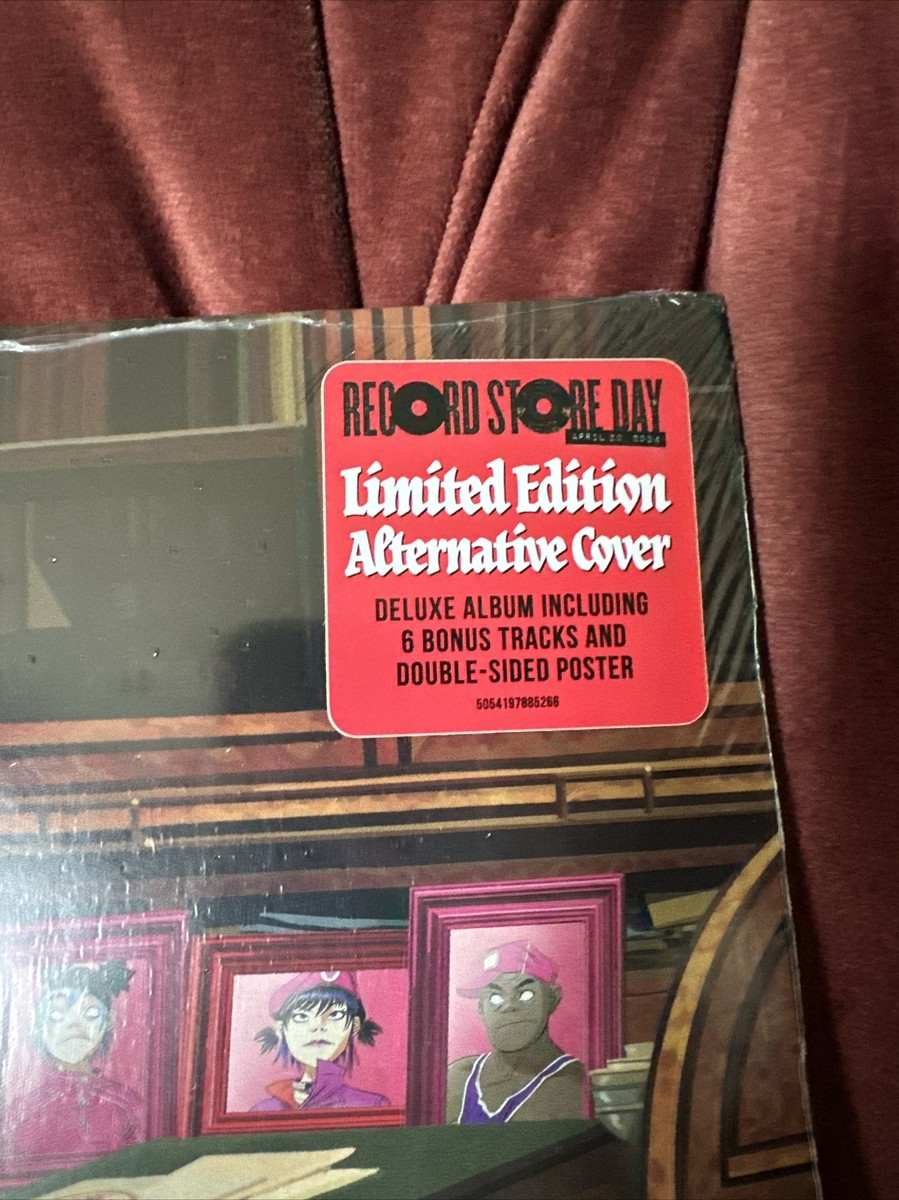 RECORD STORE DAY
APRIL 20 2024
Limited Edition
Alternative Cover
DELUXE ALBUM INCLUDING
6 BONUS TRACKS AND
DOUBLE-SIDED POSTER
5054197885266